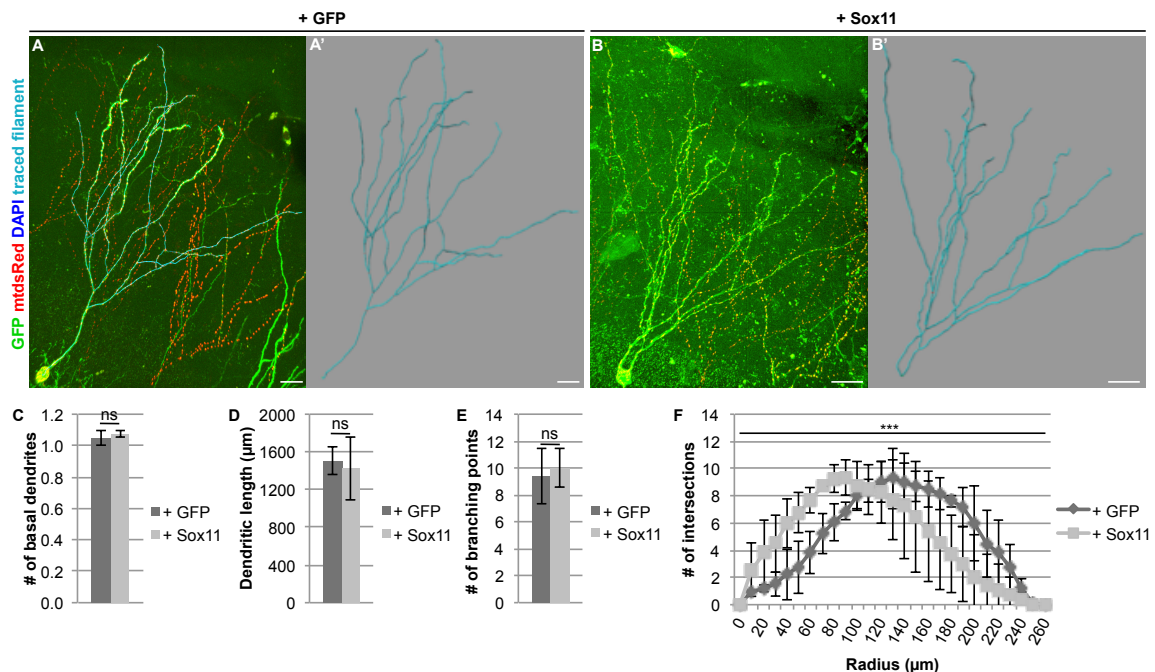 + GFP
+ Sox11
GFP mtdsRed DAPI traced filament
A
A’
B
B’
C
# of basal dendrites
1.2
1.0
0.8
0.6
0.4
0.2
0.0
ns
+ GFP
+ Sox11
D
Dendritic length (µm)
2000
1600
1200
800
400
0
ns
+ GFP
+ Sox11
E
# of branching points
14
12
10
8
6
4
2
0
ns
+ GFP
+ Sox11
F
# of intersections
14
12
10
8
6
4
2
0
***
0 20 40 60 80 100 120 140 160 180 200 220 240 260
Radius (µm)
+ GFP
+ Sox11